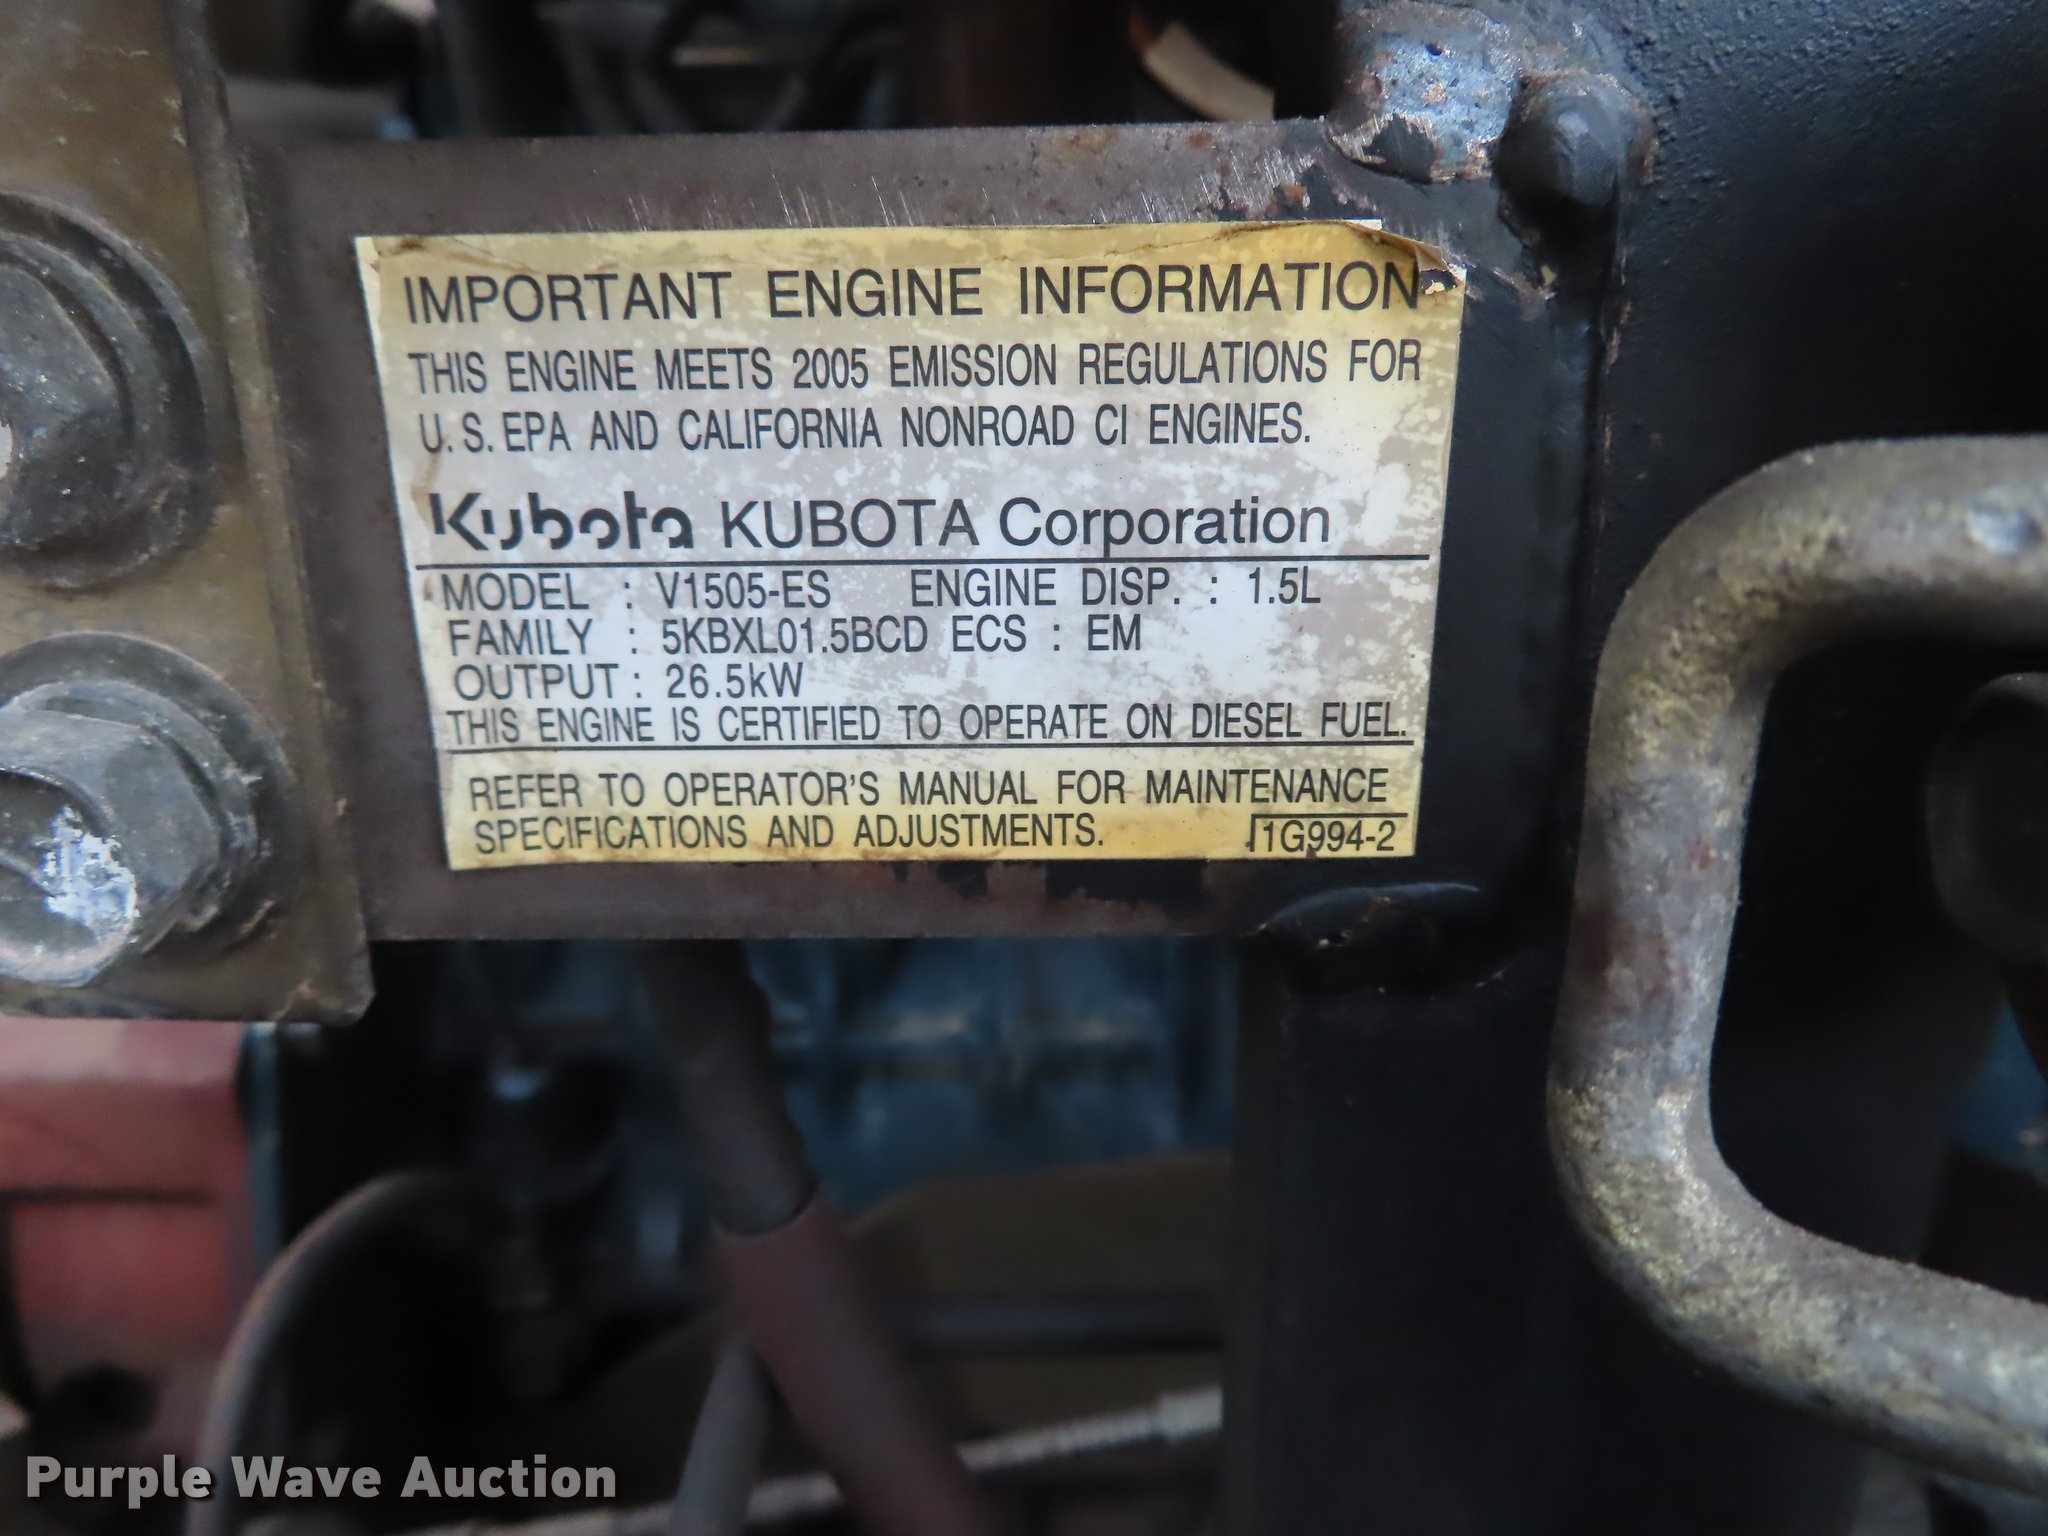 IMPORTANT ENGINE INFORMATION
THIS ENGINE MEETS 2005 EMISSION REGULATIONS FOR
U.S. EPA AND CALIFORNIA NONROAD CI ENGINES.
Kubota KUBOTA Corporation
MODEL : V1505-ES ENGINE DISP. : 1.5L
FAMILY : 5KBXL01.5BCD ECS : EM
OUTPUT : 26.5kW
THIS ENGINE IS CERTIFIED TO OPERATE ON DIESEL FUEL.
REFER TO OPERATOR'S MANUAL FOR MAINTENANCE
SPECIFICATIONS AND ADJUSTMENTS. 1G994-2
Purple Wave Auction